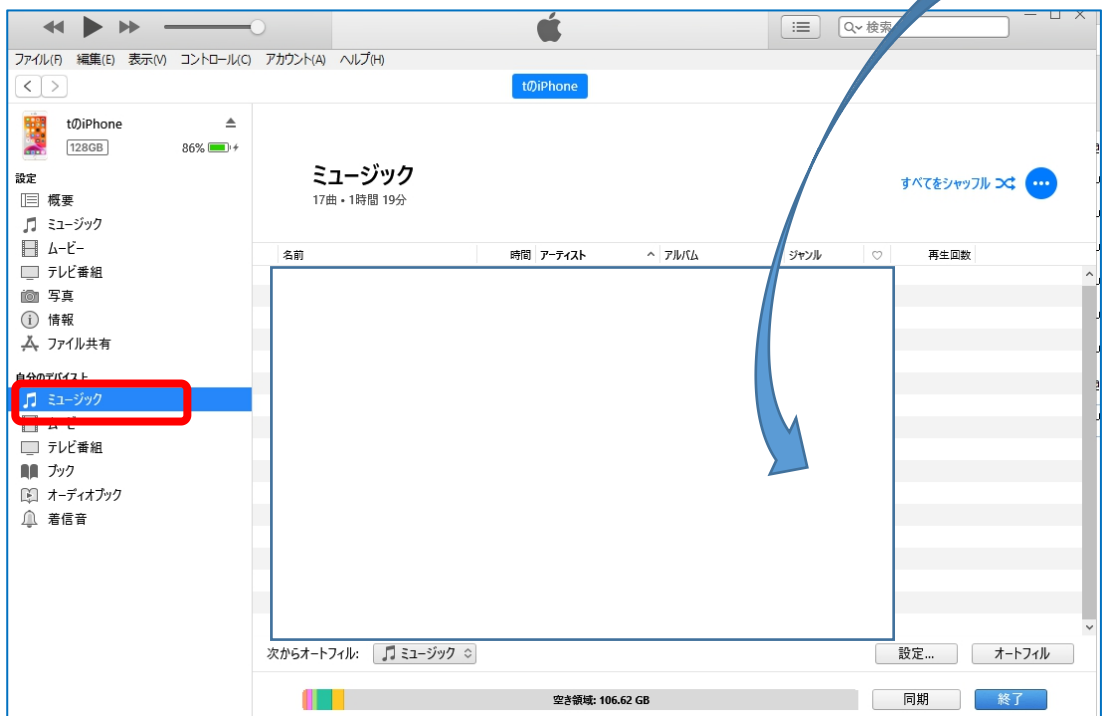 検索
ファイル(F) 編集(E) 表示(V) コントロール(C) アカウント(A) ヘルプ(H)
tのiPhone
tのiPhone
128GB 86%
設定
概要
ミュージック
ムービー
テレビ番組
写真
情報
ファイル共有
自分のデバイス上
ミュージック
テレビ番組
ブック
オーディオブック
着信音
ミュージック
17曲・1時間 19分
すべてをシャッフル
名前 時間 アーティスト アルバム ジャンル 再生回数
次からオートフィル: ミュージック
設定... オートフィル
空き領域: 106.62 GB
同期 終了